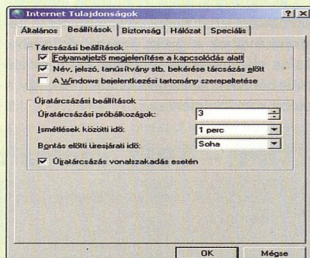 Internet Tulajdonságok
Általános Beállítások Biztonság Hálózat Speciális
Tárcsázási beállítások
Folyamatjelző megjelenítése a kapcsolódás alatt
Név, jelszó, tanúsítvány stb. bekérése tárcsázás előtt
A Windows bejelentkezési tartomány szerepeltetése
Újratárcsázási beállítások
Újratárcsázási próbálkozások: 3
Ismétlések közötti idő: 1 perc
Bontás előtti üresjárati idő: Soha
Újratárcsázás vonalszakadás esetén
OK Mégse